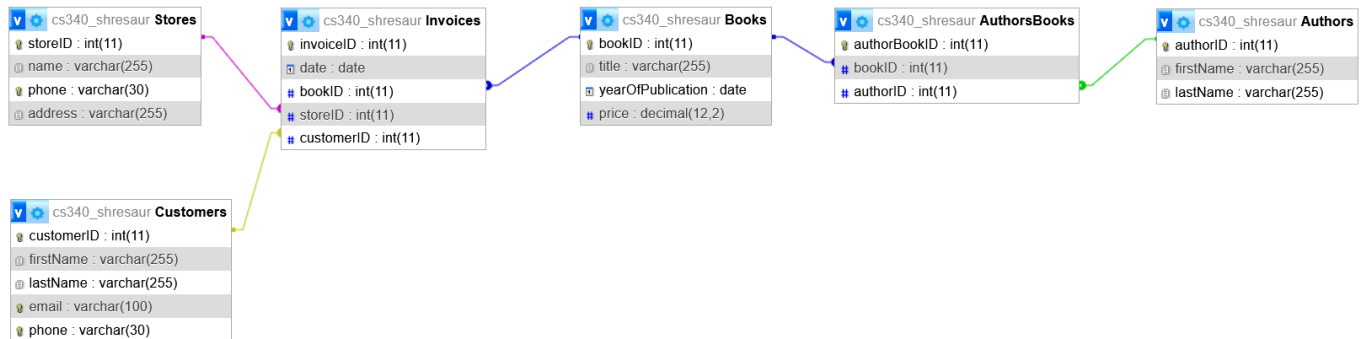 cs340_shresaur Stores
storeID : int(11)
name : varchar(255)
phone : varchar(30)
address : varchar(255)
cs340_shresaur Invoices
invoiceID : int(11)
date : date
bookID : int(11)
storeID : int(11)
customerID : int(11)
cs340_shresaur Books
bookID : int(11)
title : varchar(255)
yearOfPublication : date
price : decimal(12,2)
cs340_shresaur AuthorsBooks
authorBookID : int(11)
bookID : int(11)
authorID : int(11)
cs340_shresaur Authors
authorID : int(11)
firstName : varchar(255)
lastName : varchar(255)
cs340_shresaur Customers
customerID : int(11)
firstName : varchar(255)
lastName : varchar(255)
email : varchar(100)
phone : varchar(30)